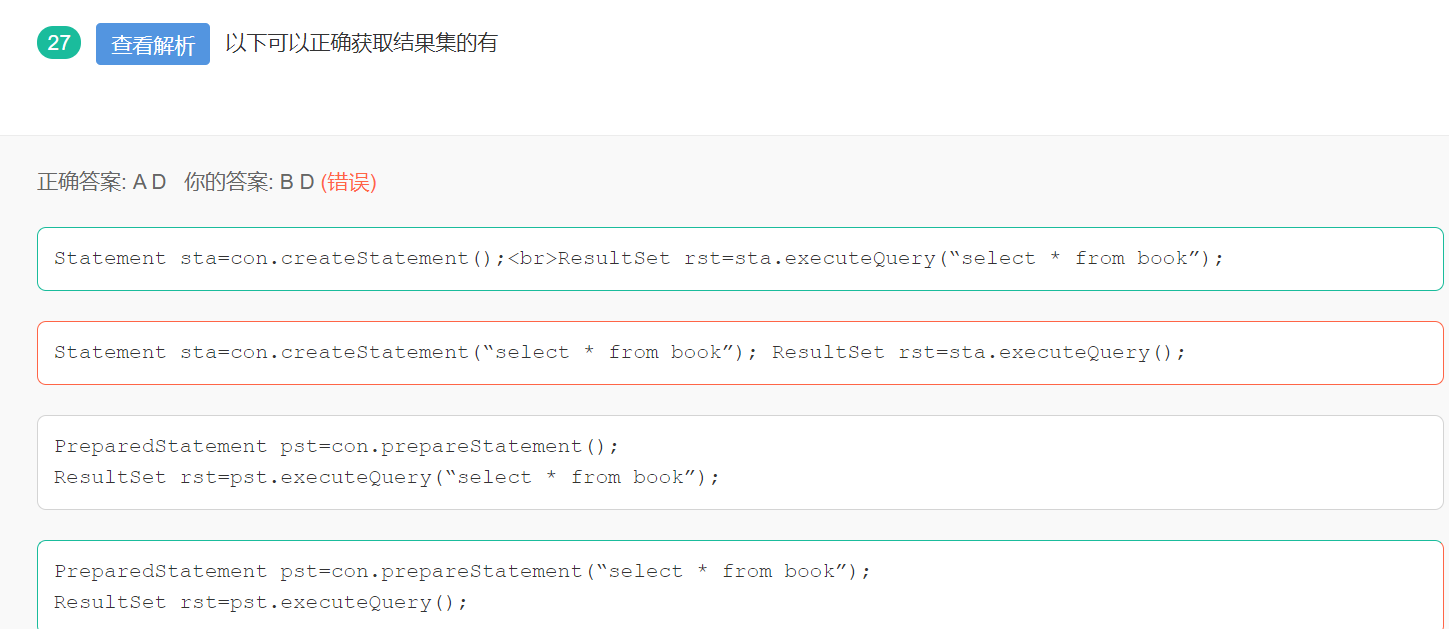 27 查看解析 以下可以正确获取结果集的有
正确答案: A D 你的答案: B D (错误)
Statement sta=con.createStatement();<br>ResultSet rst=sta.executeQuery(“select * from book”);
Statement sta=con.createStatement(“select * from book”); ResultSet rst=sta.executeQuery();
PreparedStatement pst=con.prepareStatement();
ResultSet rst=pst.executeQuery(“select * from book”);
PreparedStatement pst=con.prepareStatement(“select * from book”);
ResultSet rst=pst.executeQuery();